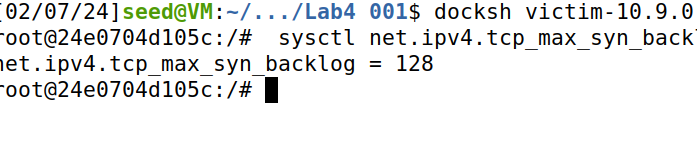 [02/07/24]seed@VM:~/.../Lab4 001$ docksh victim-10.9.0
root@24e0704d105c:/#  sysctl net.ipv4.tcp_max_syn_backl
net.ipv4.tcp_max_syn_backlog = 128
root@24e0704d105c:/#